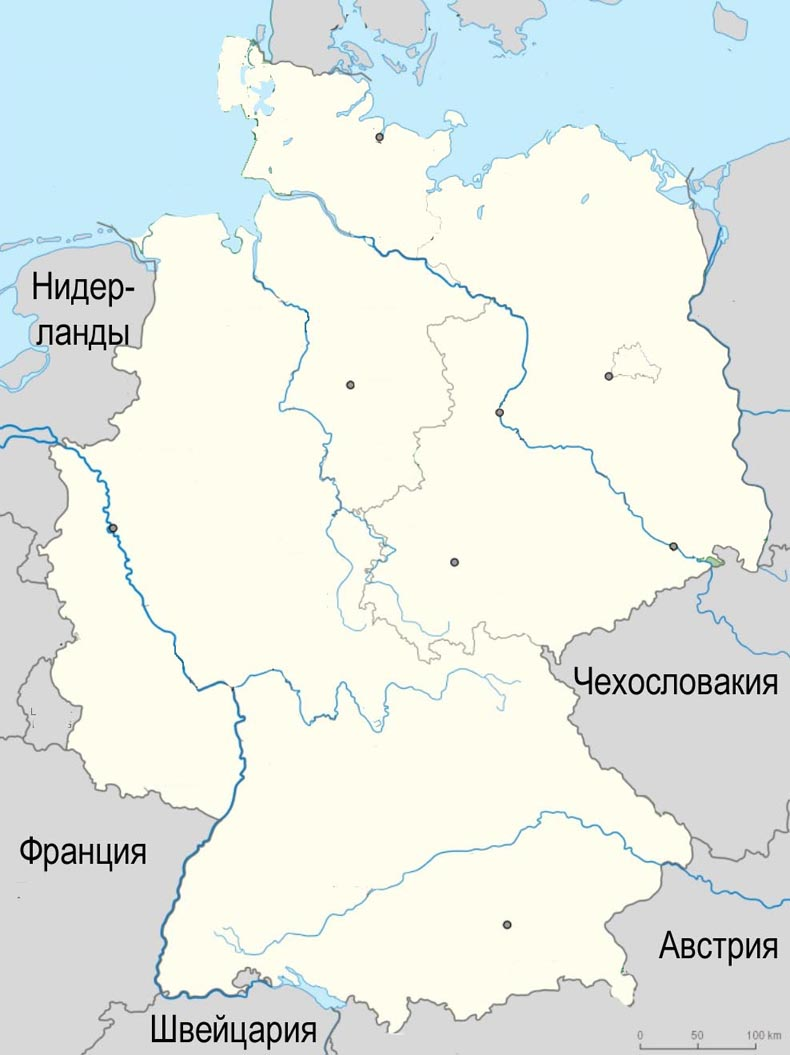 Нидер-
ланды
Чехословакия
Франция
Австрия
Швейцария
0 50 100 km